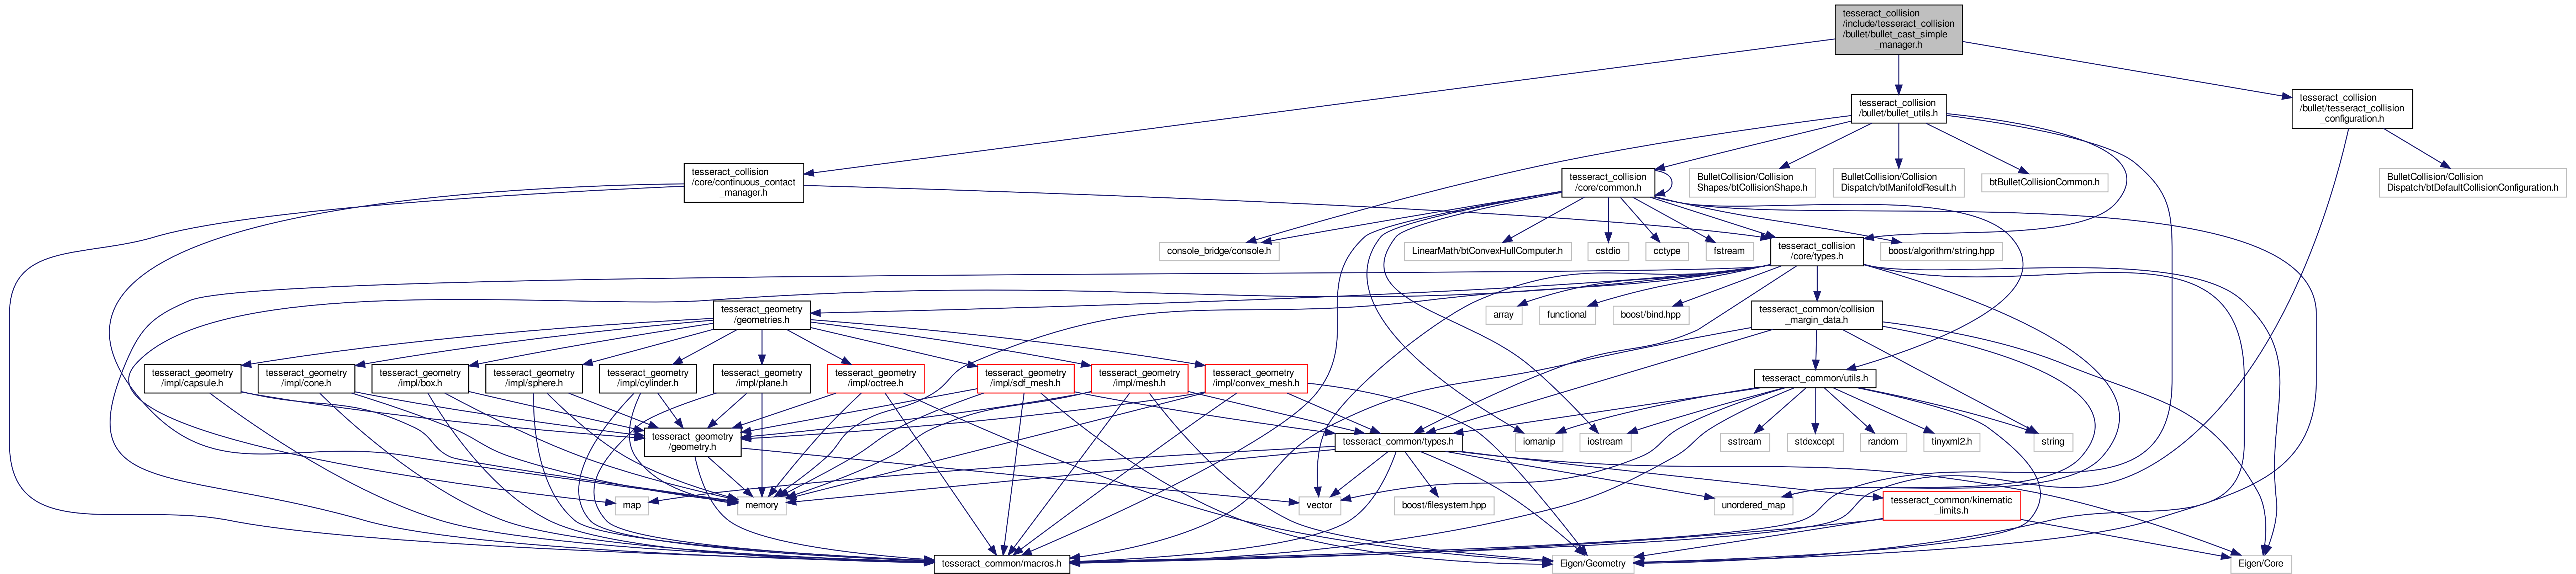 tesseract_collision
/include/tesseract_collision
/bullet/bullet_cast_simple
_manager.h
tesseract_collision
/bullet/bullet_utils.h
tesseract_collision
/bullet/tesseract_collision
_configuration.h
tesseract_collision
/core/continuous_contact
_manager.h
tesseract_collision
/core/common.h
BulletCollision/Collision
Shapes/btCollisionShape.h
BulletCollision/Collision
Dispatch/btManifoldResult.h
btBulletCollisionCommon.h
BulletCollision/Collision
Dispatch/btDefaultCollisionConfiguration.h
console_bridge/console.h
LinearMath/btConvexHullComputer.h
cstdio
cctype
fstream
tesseract_collision
/core/types.h
boost/algorithm/string.hpp
tesseract_geometry
/geometries.h
array
functional
boost/bind.hpp
tesseract_common/collision
_margin_data.h
tesseract_geometry
/impl/capsule.h
tesseract_geometry
/impl/cone.h
tesseract_geometry
/impl/box.h
tesseract_geometry
/impl/sphere.h
tesseract_geometry
/impl/cylinder.h
tesseract_geometry
/impl/plane.h
tesseract_geometry
/impl/octree.h
tesseract_geometry
/impl/sdf_mesh.h
tesseract_geometry
/impl/mesh.h
tesseract_geometry
/impl/convex_mesh.h
tesseract_common/utils.h
tesseract_geometry
/geometry.h
tesseract_common/types.h
iomanip
iostream
sstream
stdexcept
random
tinyxml2.h
string
map
memory
vector
boost/filesystem.hpp
unordered_map
tesseract_common/kinematic
_limits.h
tesseract_common/macros.h
Eigen/Geometry
Eigen/Core